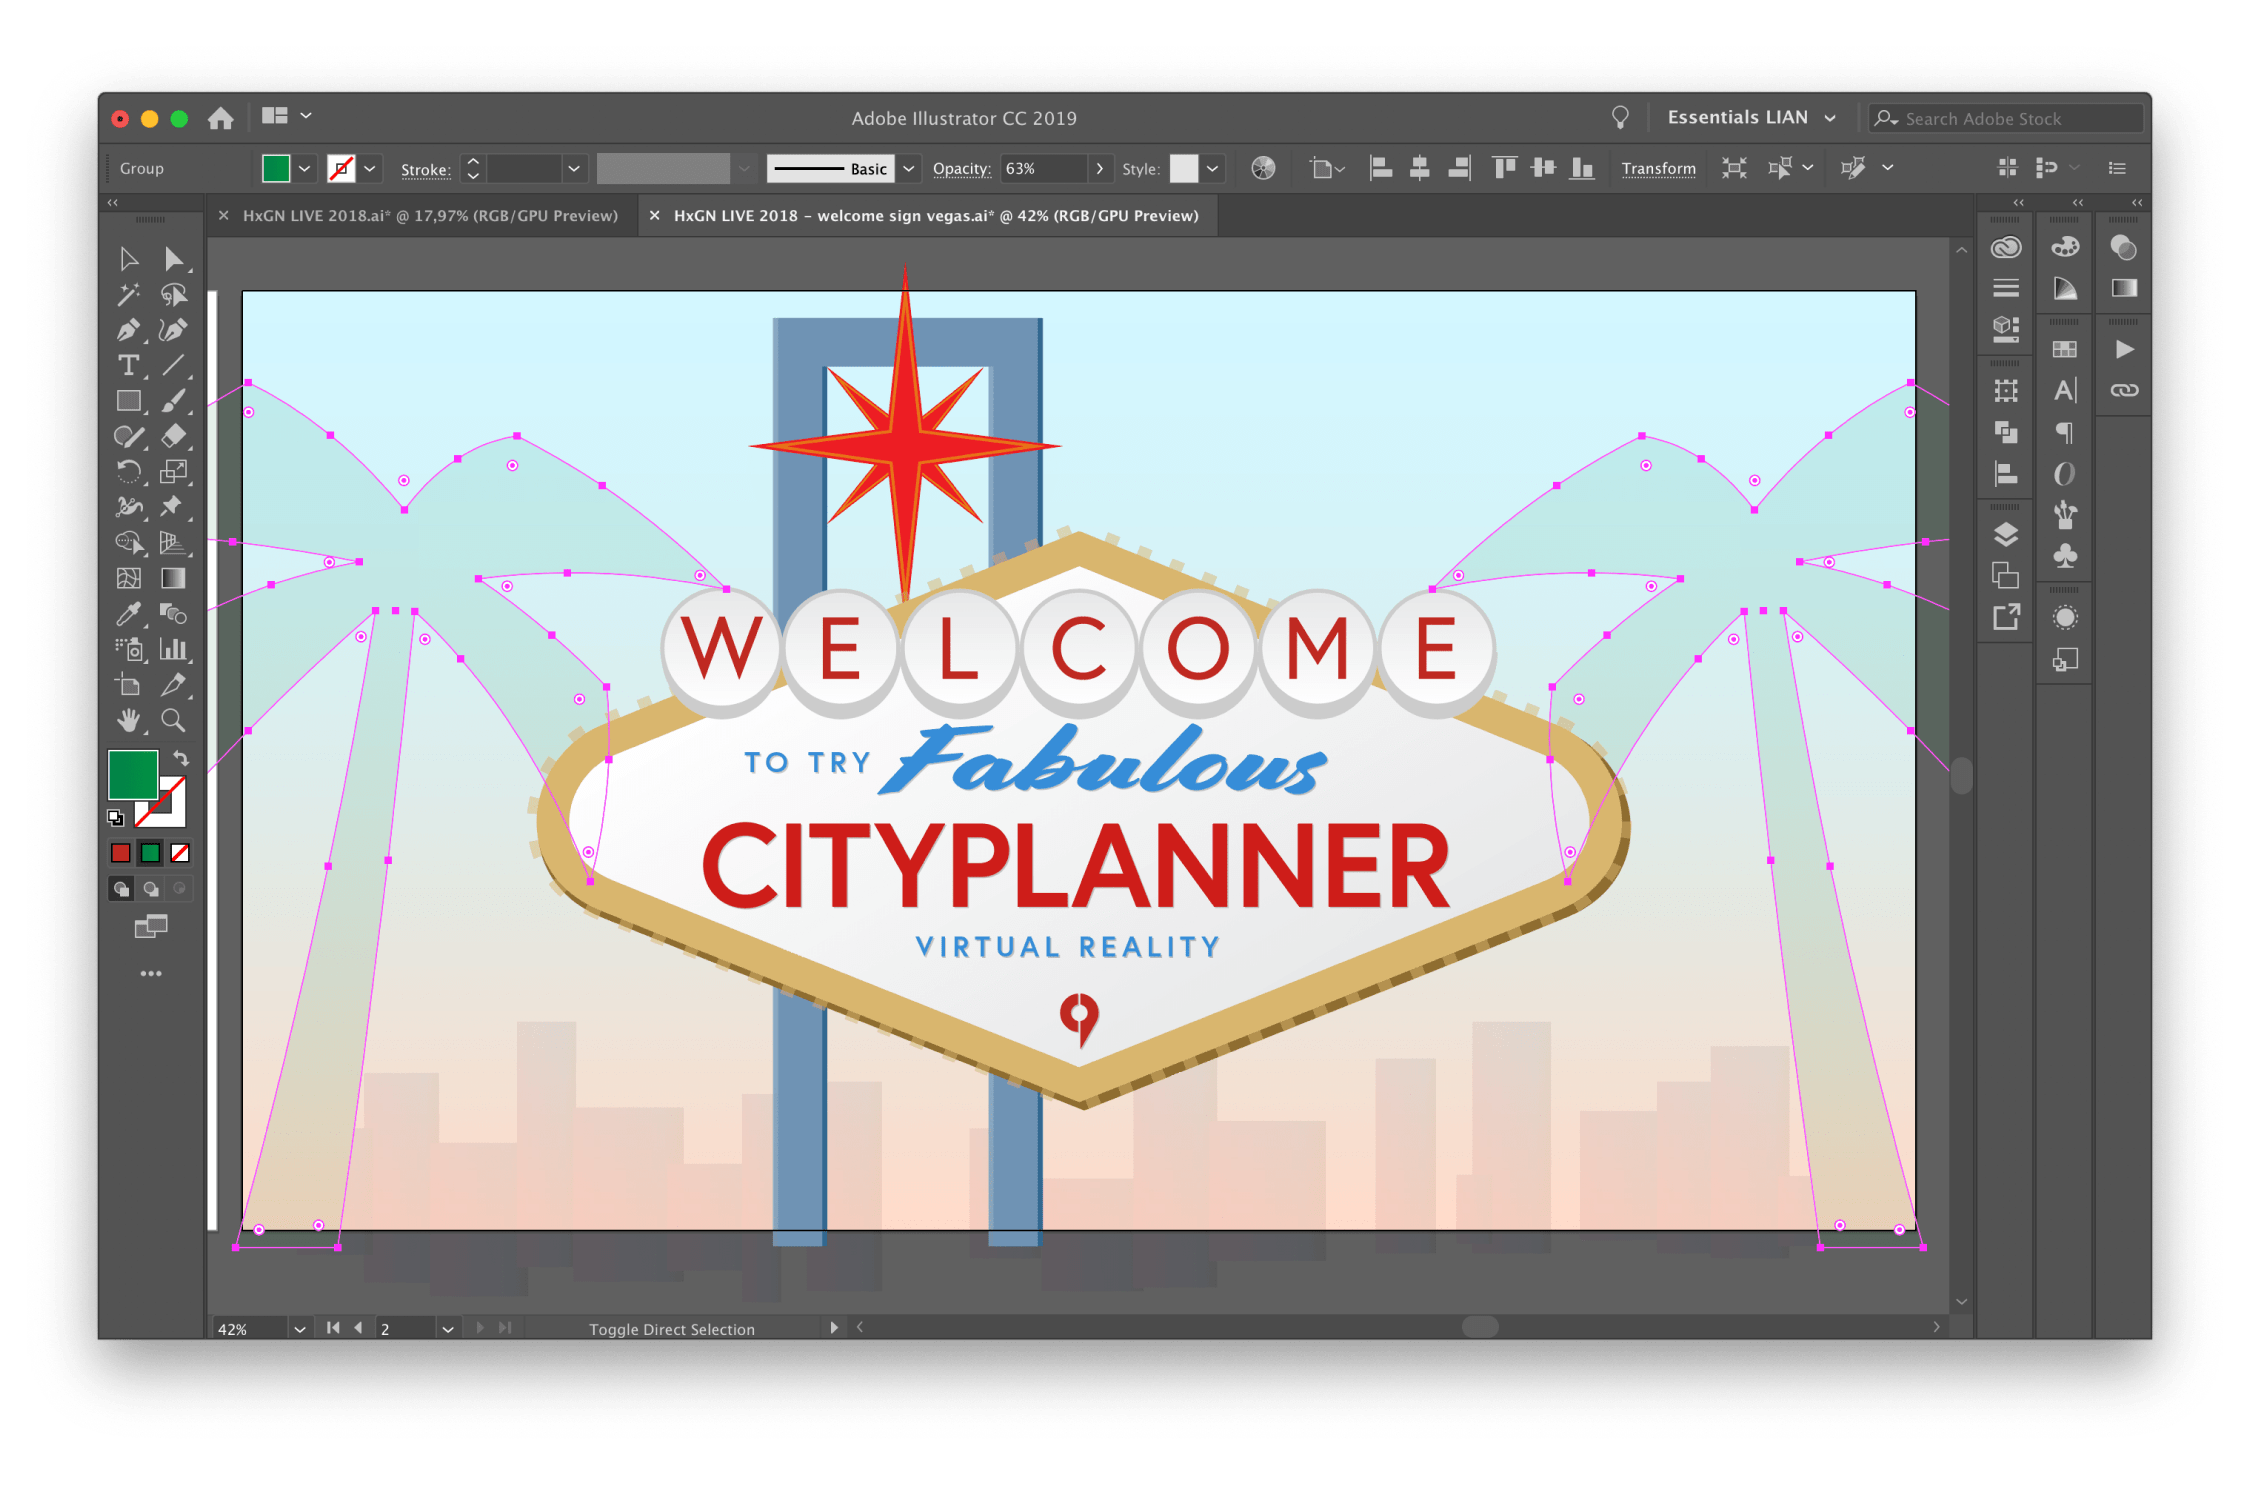 Adobe Illustrator CC 2019
Essentials LIAN
Search Adobe Stock
Group
Stroke:
Basic
Opacity: 63%
Style:
Transform
HxGN LIVE 2018.ai* @ 17,97% (RGB/GPU Preview)
HxGN LIVE 2018 – welcome sign vegas.ai* @ 42% (RGB/GPU Preview)
WELCOME
TO TRY Fabulous
CITYPLANNER
VIRTUAL REALITY
42%
2
Toggle Direct Selection